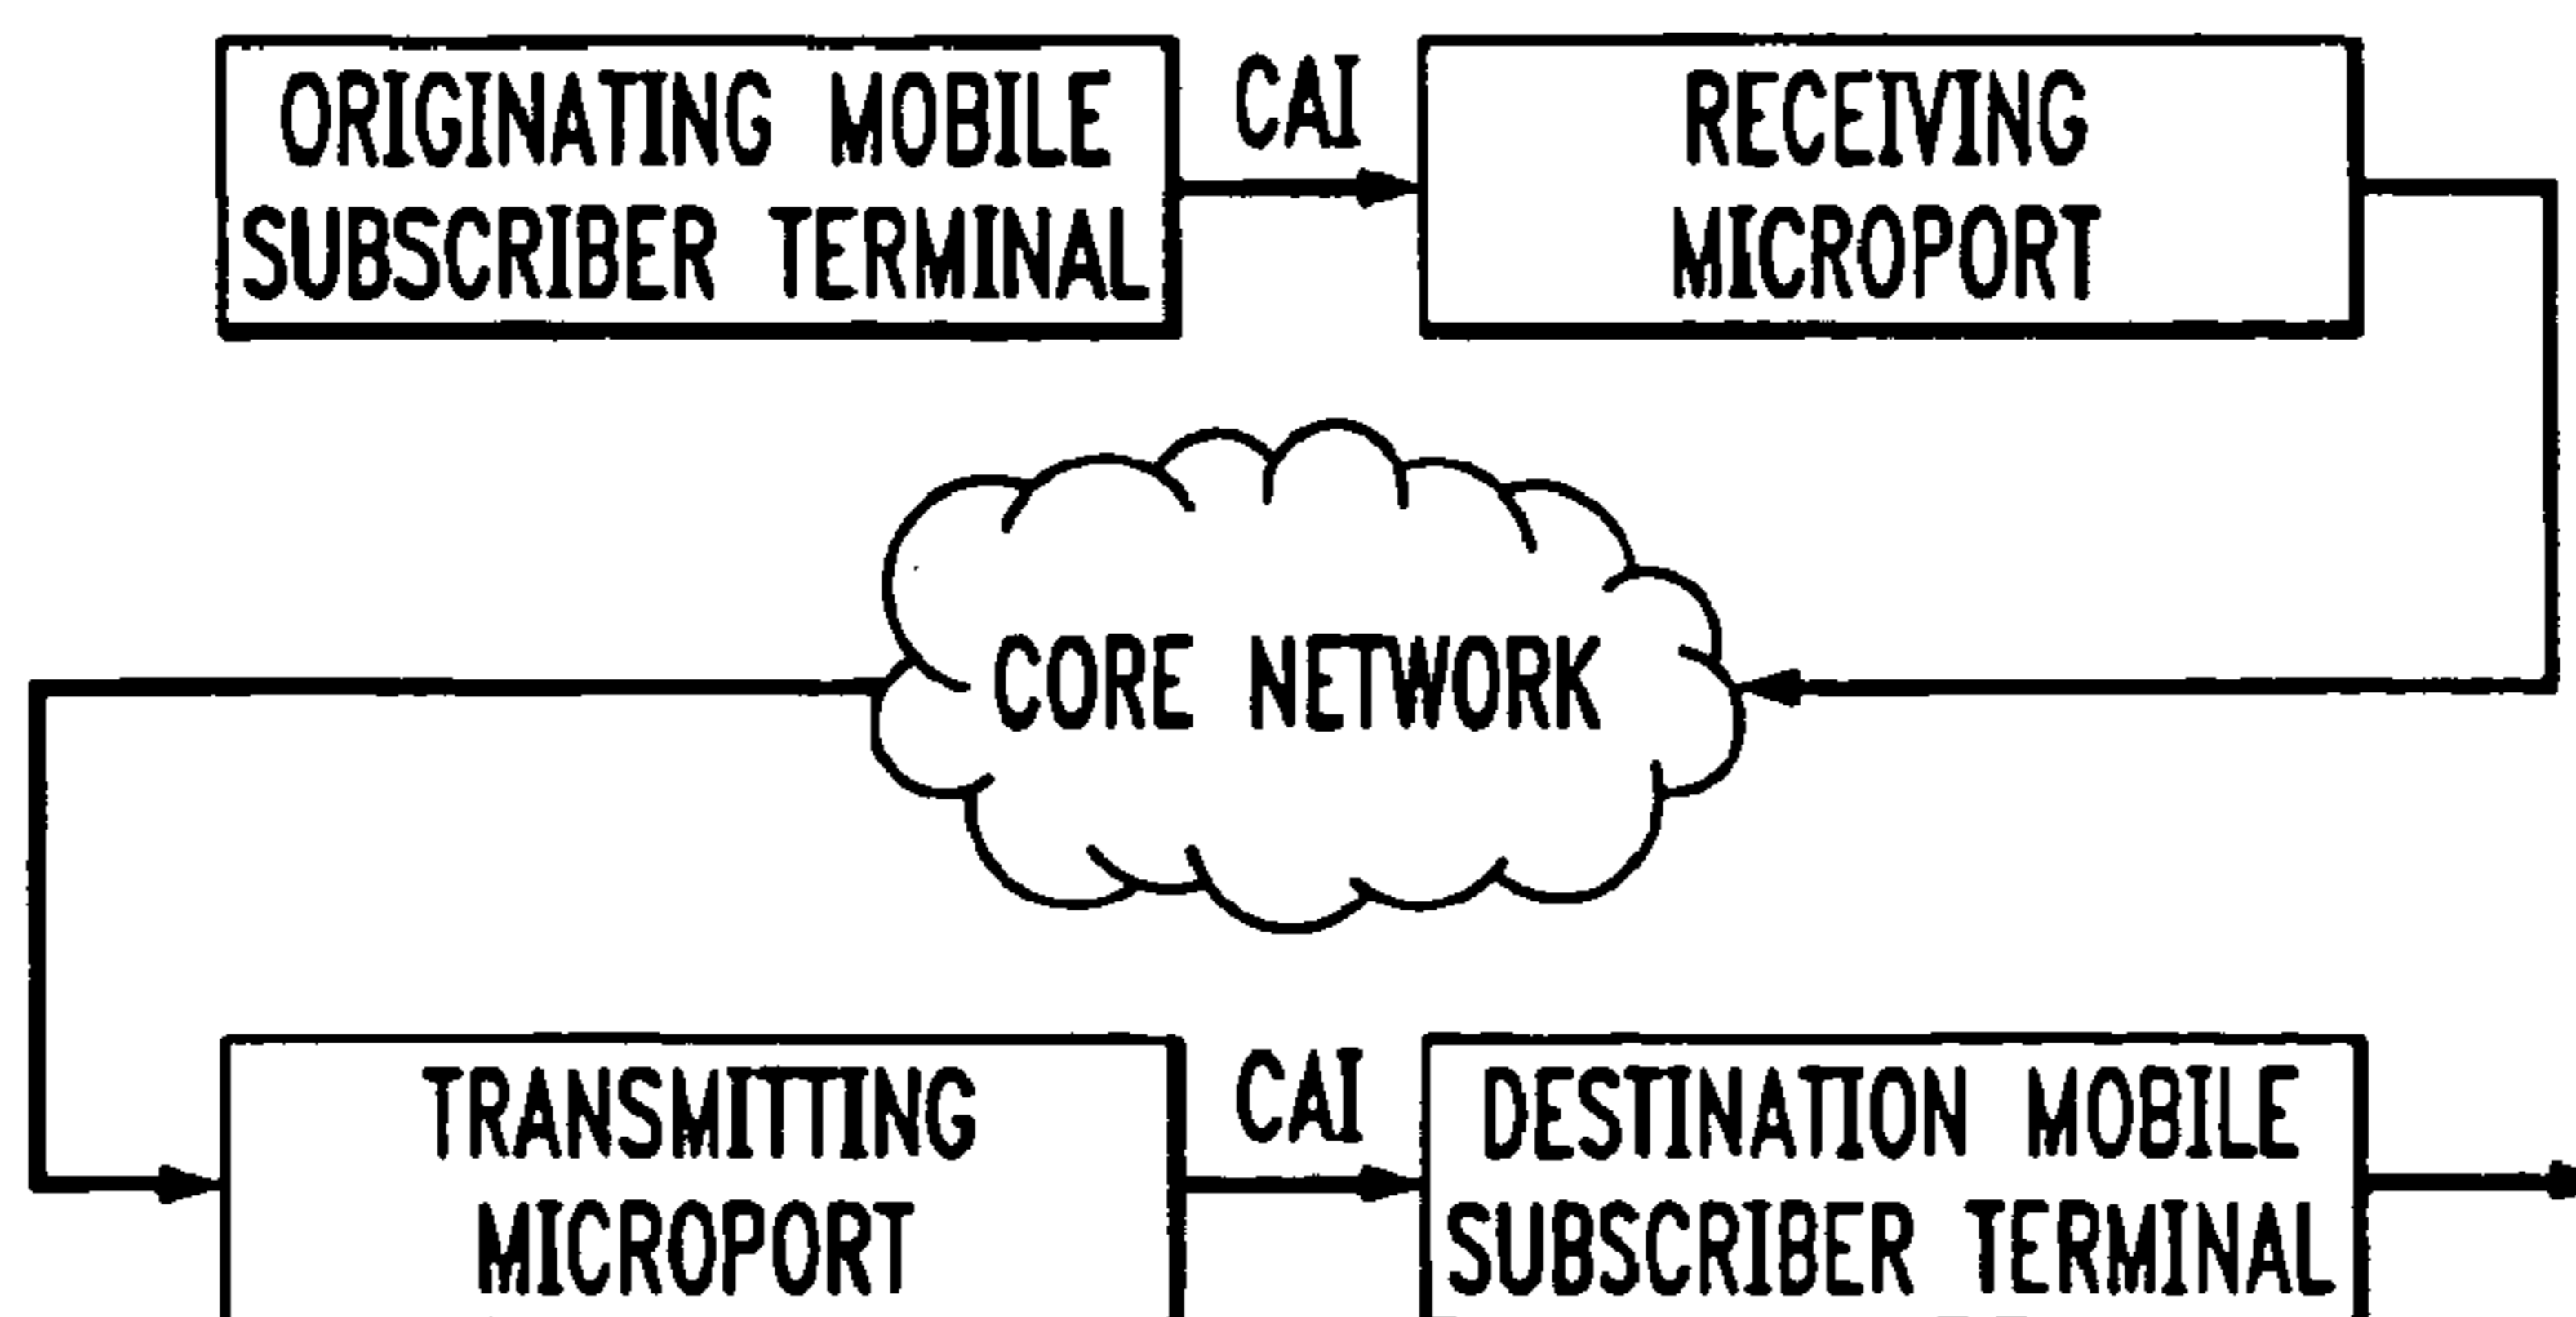 ORIGINATING MOBILE
SUBSCRIBER TERMINAL
CAI
RECEIVING
MICROPORT
CORE NETWORK
TRANSMITTING
MICROPORT
CAI
DESTINATION MOBILE
SUBSCRIBER TERMINAL